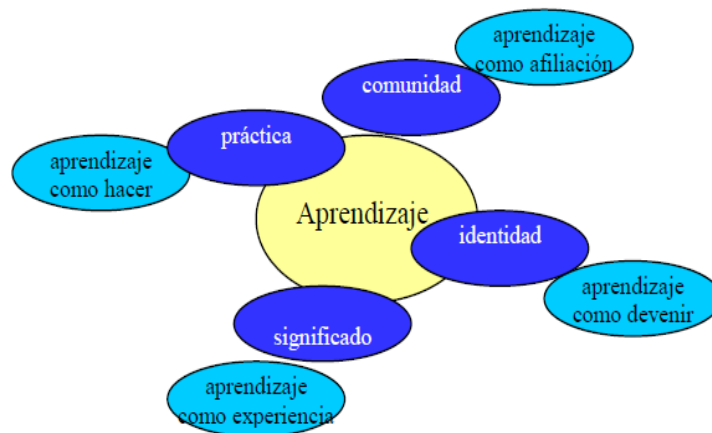 aprendizaje
como afiliación
comunidad
práctica
aprendizaje
como hacer
Aprendizaje
identidad
aprendizaje
como devenir
significado
aprendizaje
como experiencia